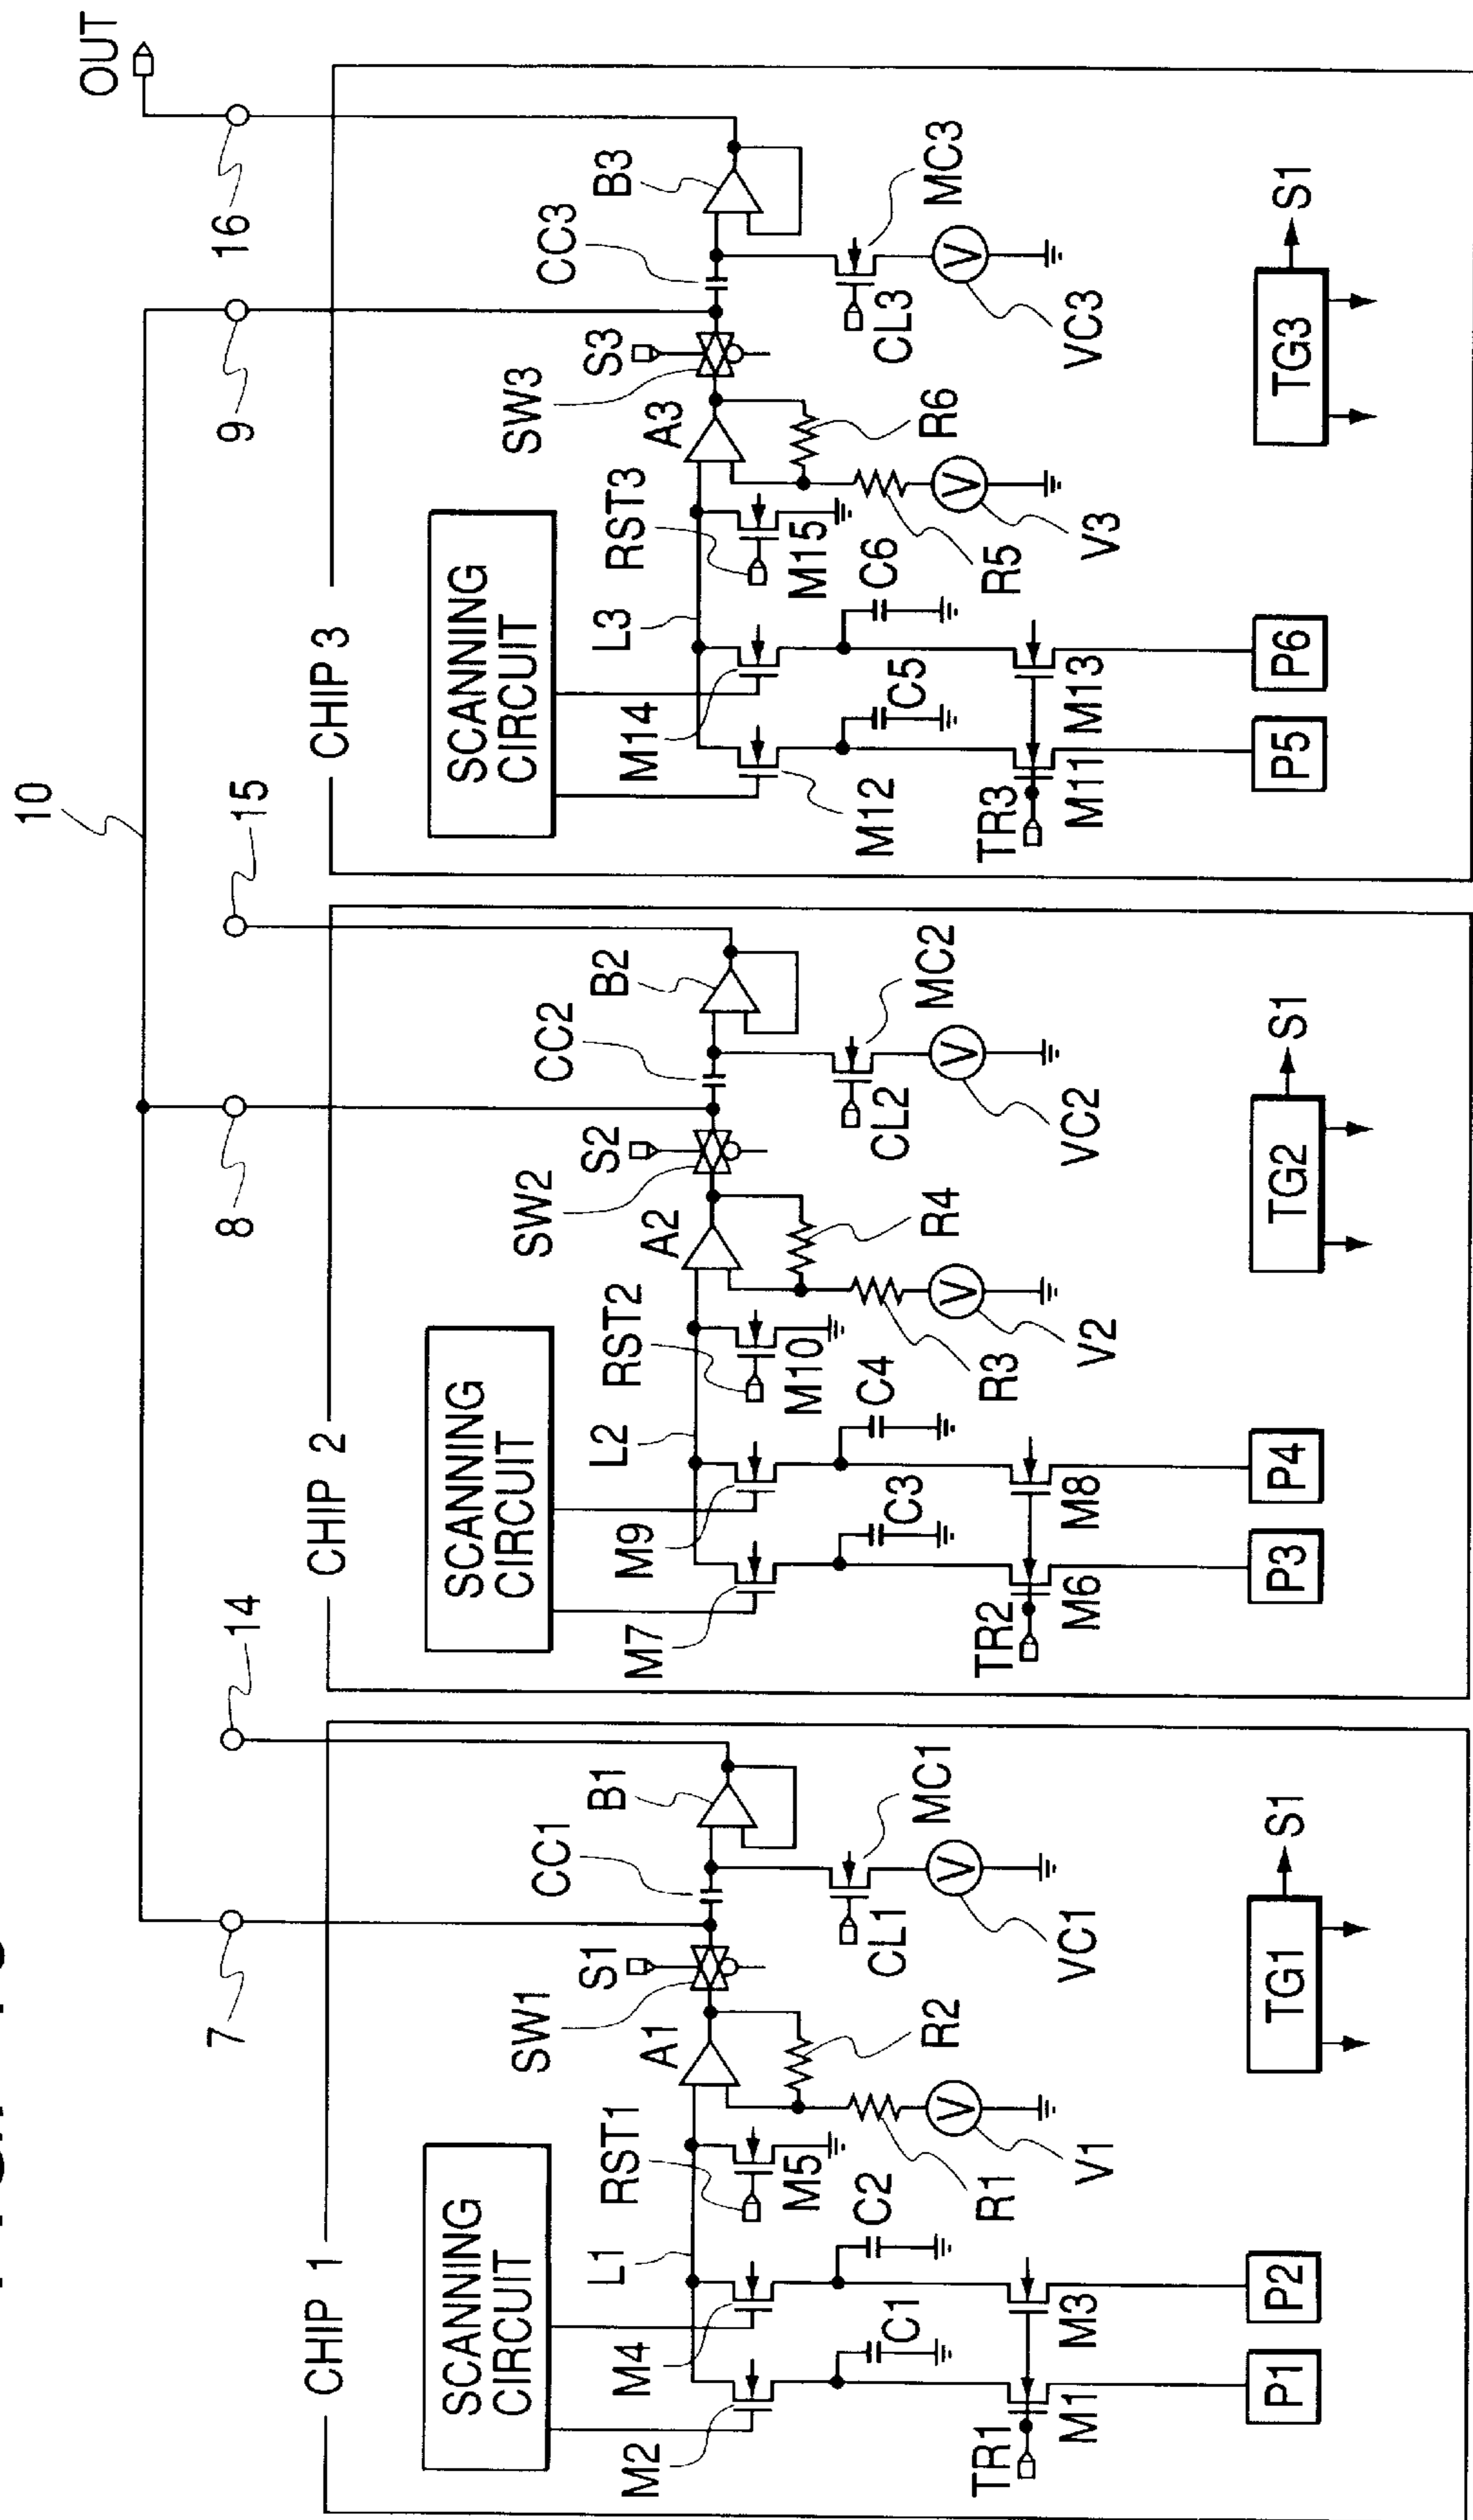 OUT
10
7
14
8
15
9
16
CHIP 1
SCANNING
CIRCUIT
M2
M4
L1
RST1
A1
SW1
S1
CC1
B1
TR1
M1
M3
C1
C2
M5
R1
R2
V1
CL1
MC1
VC1
P1
P2
TG1
S1
CHIP 2
SCANNING
CIRCUIT
M7
M9
L2
RST2
A2
SW2
S2
CC2
B2
TR2
M6
M8
C3
C4
M10
R3
R4
V2
CL2
MC2
VC2
P3
P4
TG2
S1
CHIP 3
SCANNING
CIRCUIT
M12
M14
L3
RST3
A3
SW3
S3
CC3
B3
TR3
M11
M13
C5
C6
M15
R5
R6
V3
CL3
MC3
VC3
P5
P6
TG3
S1
V
V
V
V
V
V